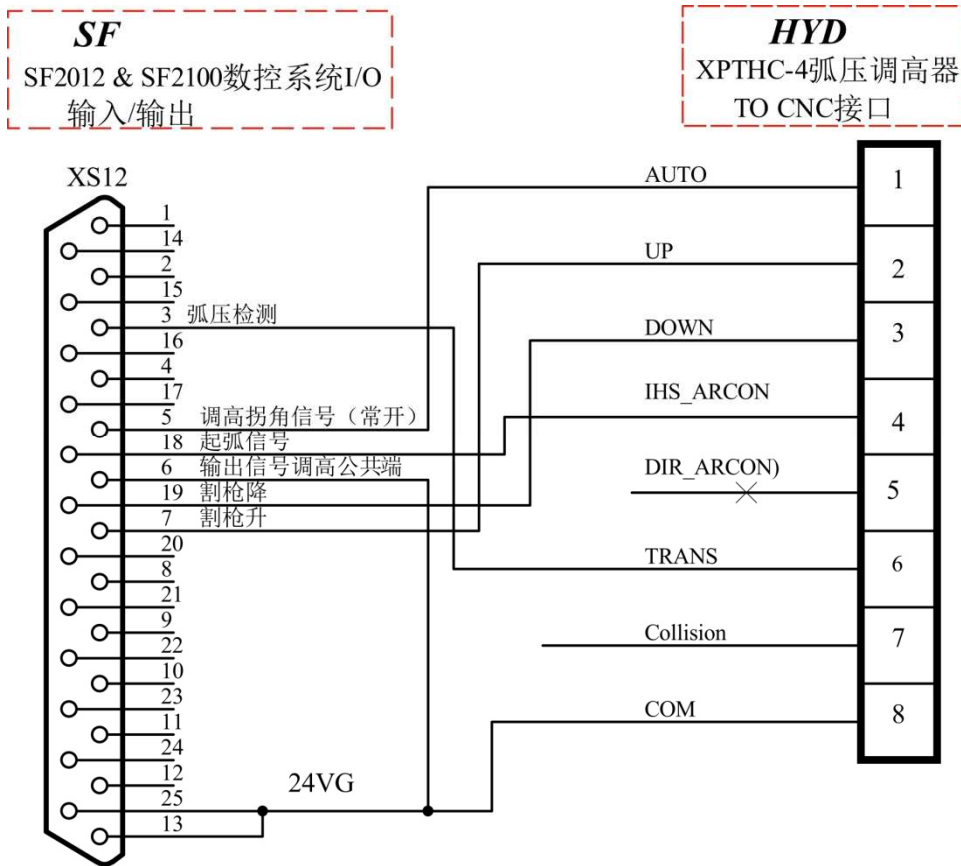 SF
SF2012 & SF2100数控系统I/O
输入/输出
HYD
XPTHC-4弧压调高器
TO CNC接口
XS12
1
14
2
15
3 弧压检测
16
4
17
5 调高拐角信号（常开）
18 起弧信号
6 输出信号调高公共端
19 割枪降
7 割枪升
20
8
21
9
22
10
23
11
24
12
25
13
24VG
AUTO 1
UP 2
DOWN 3
IHS_ARCON 4
DIR_ARCON) 5
TRANS 6
Collision 7
COM 8